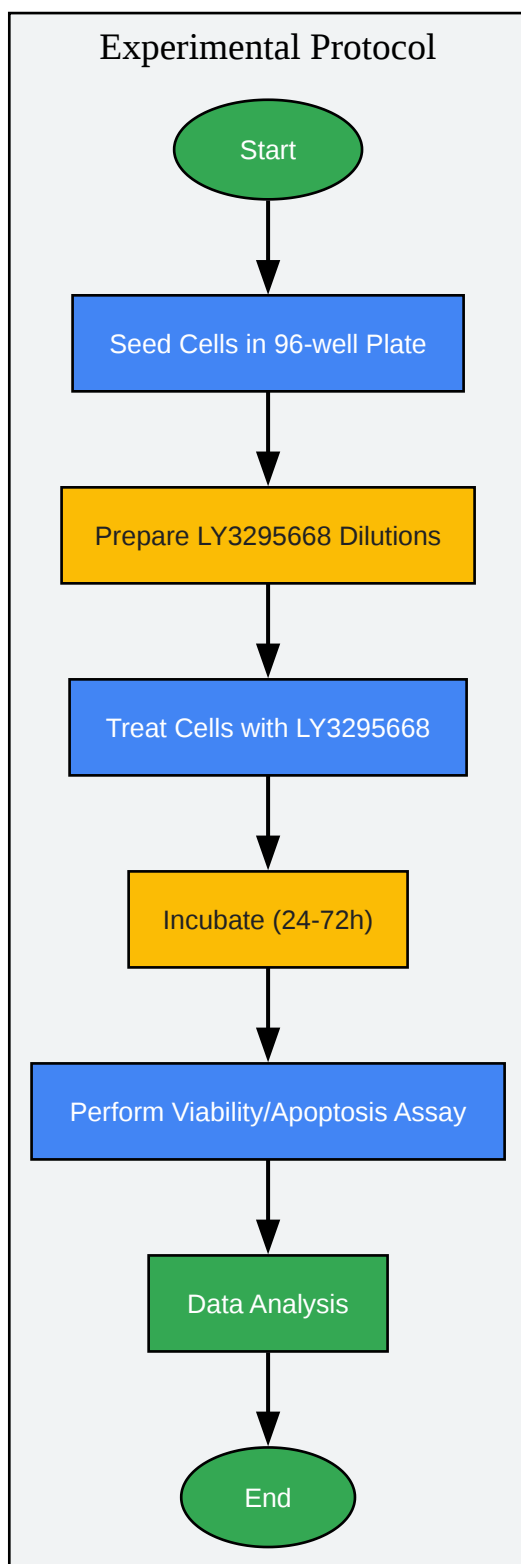 Experimental Protocol
Start
Seed Cells in 96-well Plate
Prepare LY3295668 Dilutions
Treat Cells with LY3295668
Incubate (24-72h)
Perform Viability/Apoptosis Assay
Data Analysis
End